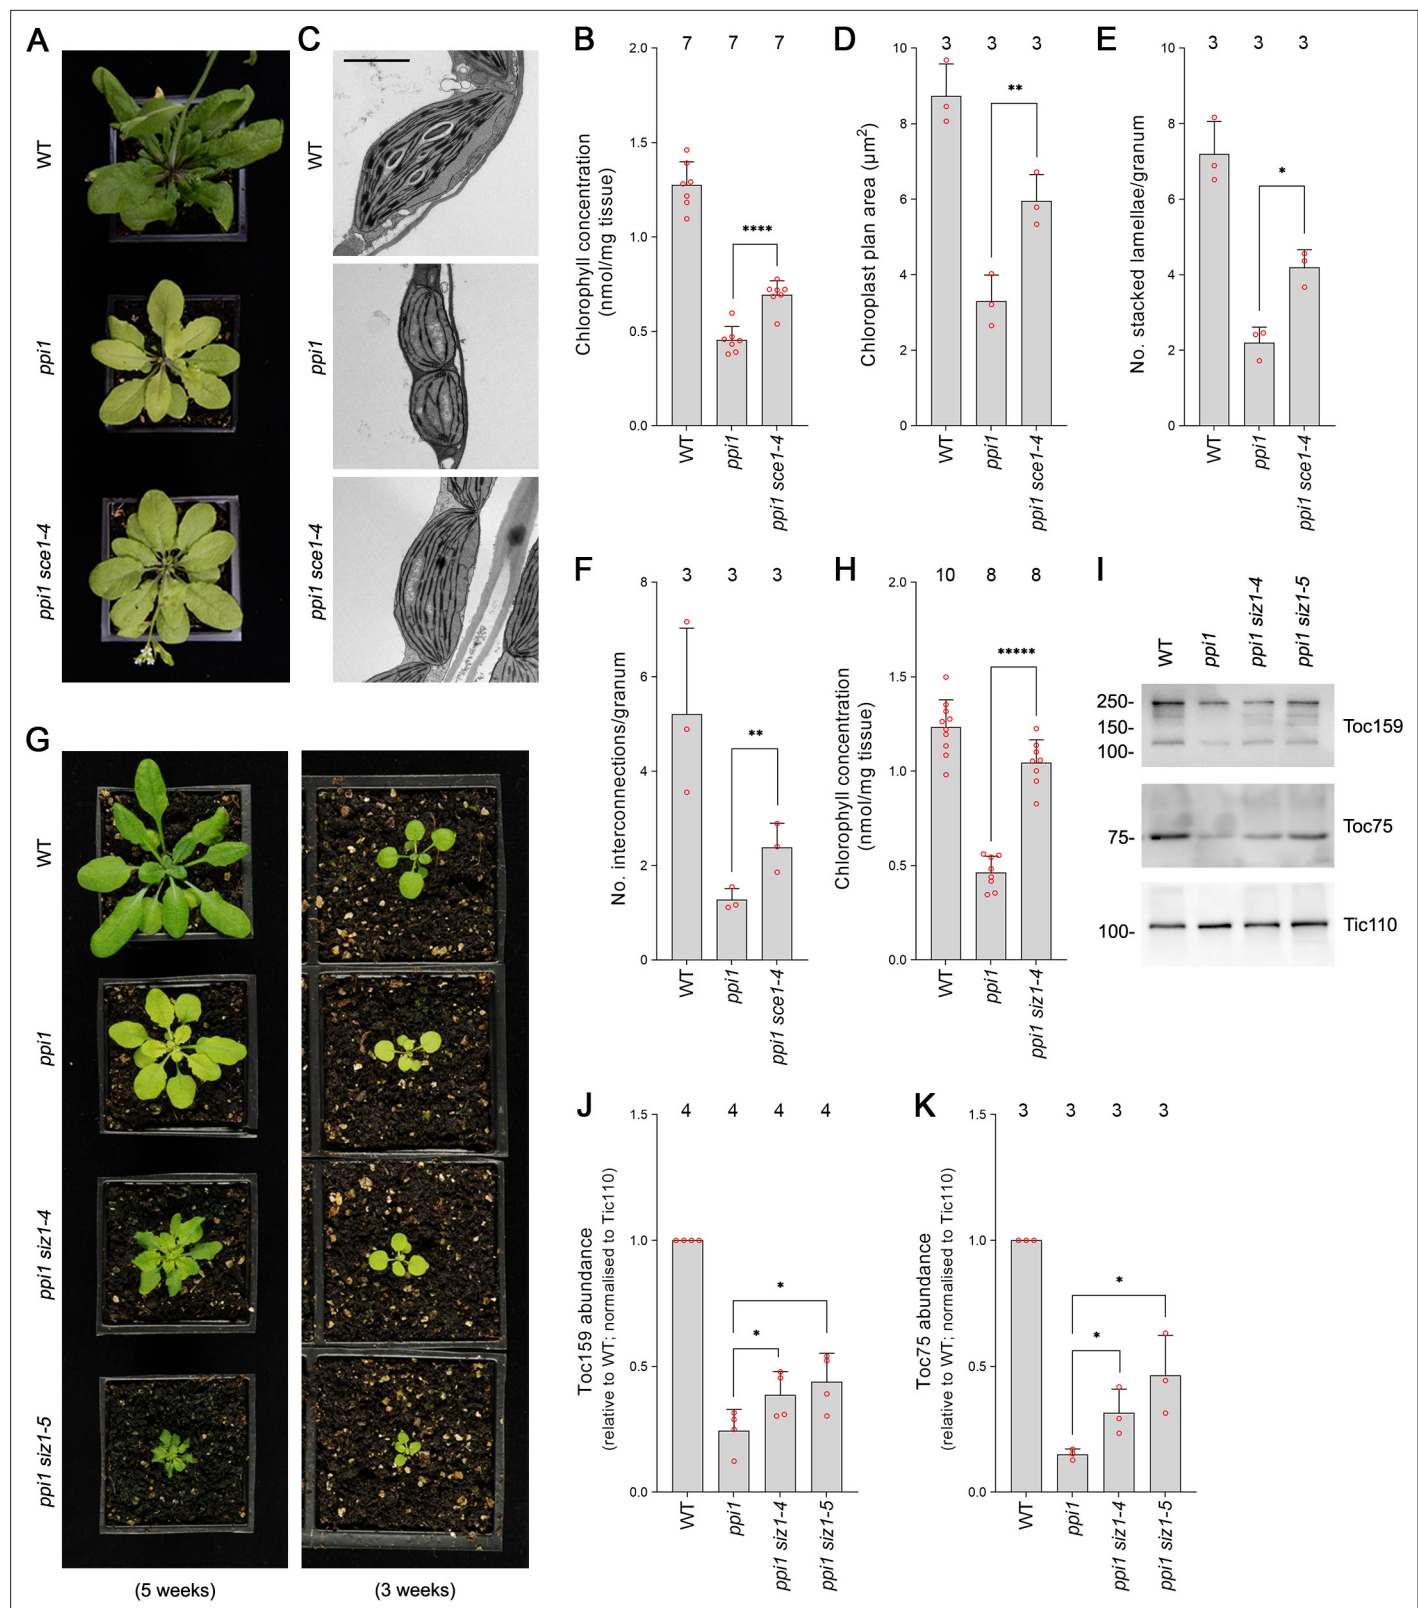 A
WT
ppi1
ppi1 sce1-4
C
WT
ppi1
ppi1 sce1-4
B
7 7 7
Chlorophyll concentration
(nmol/mg tissue)
2.0
1.5
1.0
0.5
0.0
****
WT
ppi1
ppi1 sce1-4
D
3 3 3
Chloroplast plan area (µm²)
10
8
6
4
2
0
**
WT
ppi1
ppi1 sce1-4
E
3 3 3
No. stacked lamellae/granum
10
8
6
4
2
0
*
WT
ppi1
ppi1 sce1-4
F
3 3 3
No. interconnections/granum
8
6
4
2
0
**
WT
ppi1
ppi1 sce1-4
H
10 8 8
Chlorophyll concentration
(nmol/mg tissue)
2.0
1.5
1.0
0.5
0.0
*****
WT
ppi1
ppi1 siz1-4
I
WT
ppi1
ppi1 siz1-4
ppi1 siz1-5
250-
150-
100-
Toc159
75-
Toc75
100-
Tic110
G
WT
ppi1
ppi1 siz1-4
ppi1 siz1-5
(5 weeks)
(3 weeks)
J
4 4 4 4
Toc159 abundance
(relative to WT; normalised to Tic110)
1.5
1.0
0.5
0.0
*
*
WT
ppi1
ppi1 siz1-4
ppi1 siz1-5
K
3 3 3 3
Toc75 abundance
(relative to WT; normalised to Tic110)
1.5
1.0
0.5
0.0
*
*
WT
ppi1
ppi1 siz1-4
ppi1 siz1-5